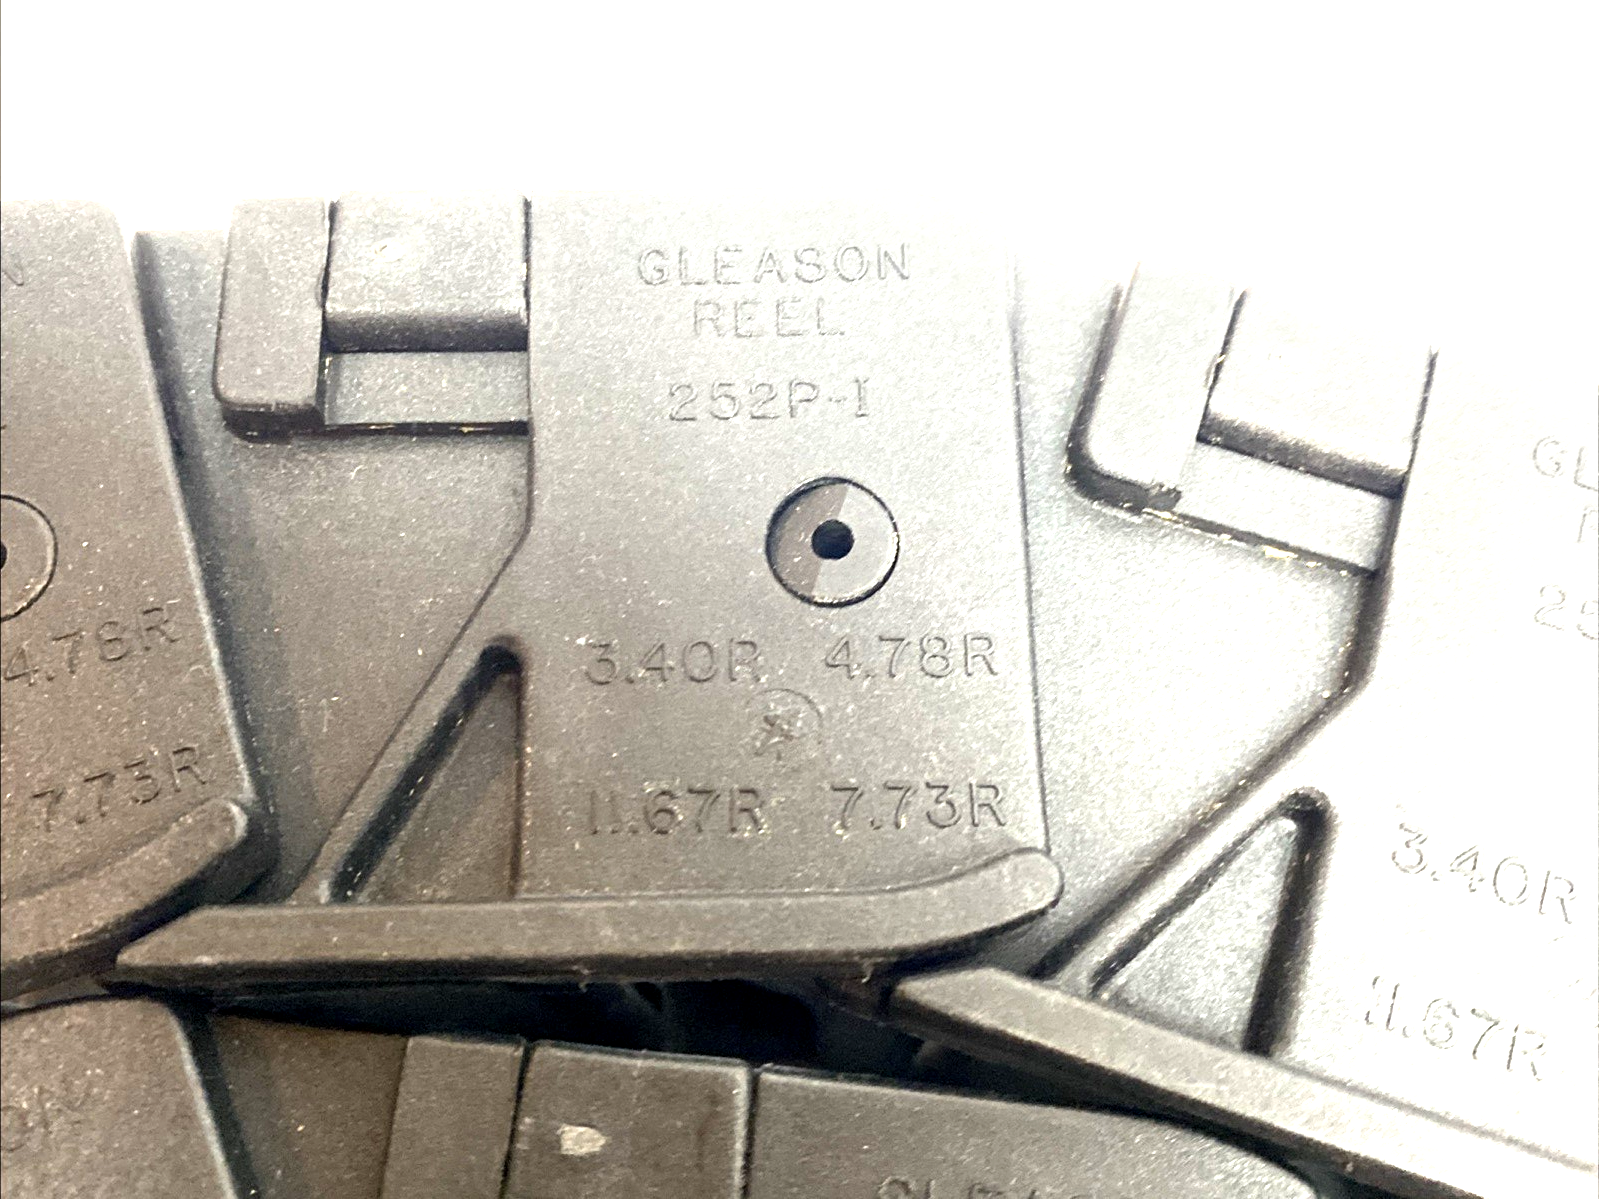 GLEASON
REEL
252P-1
3.40R 4.78R
11.67R 7.73R
4.78R
7.73R
3.40R
11.67R